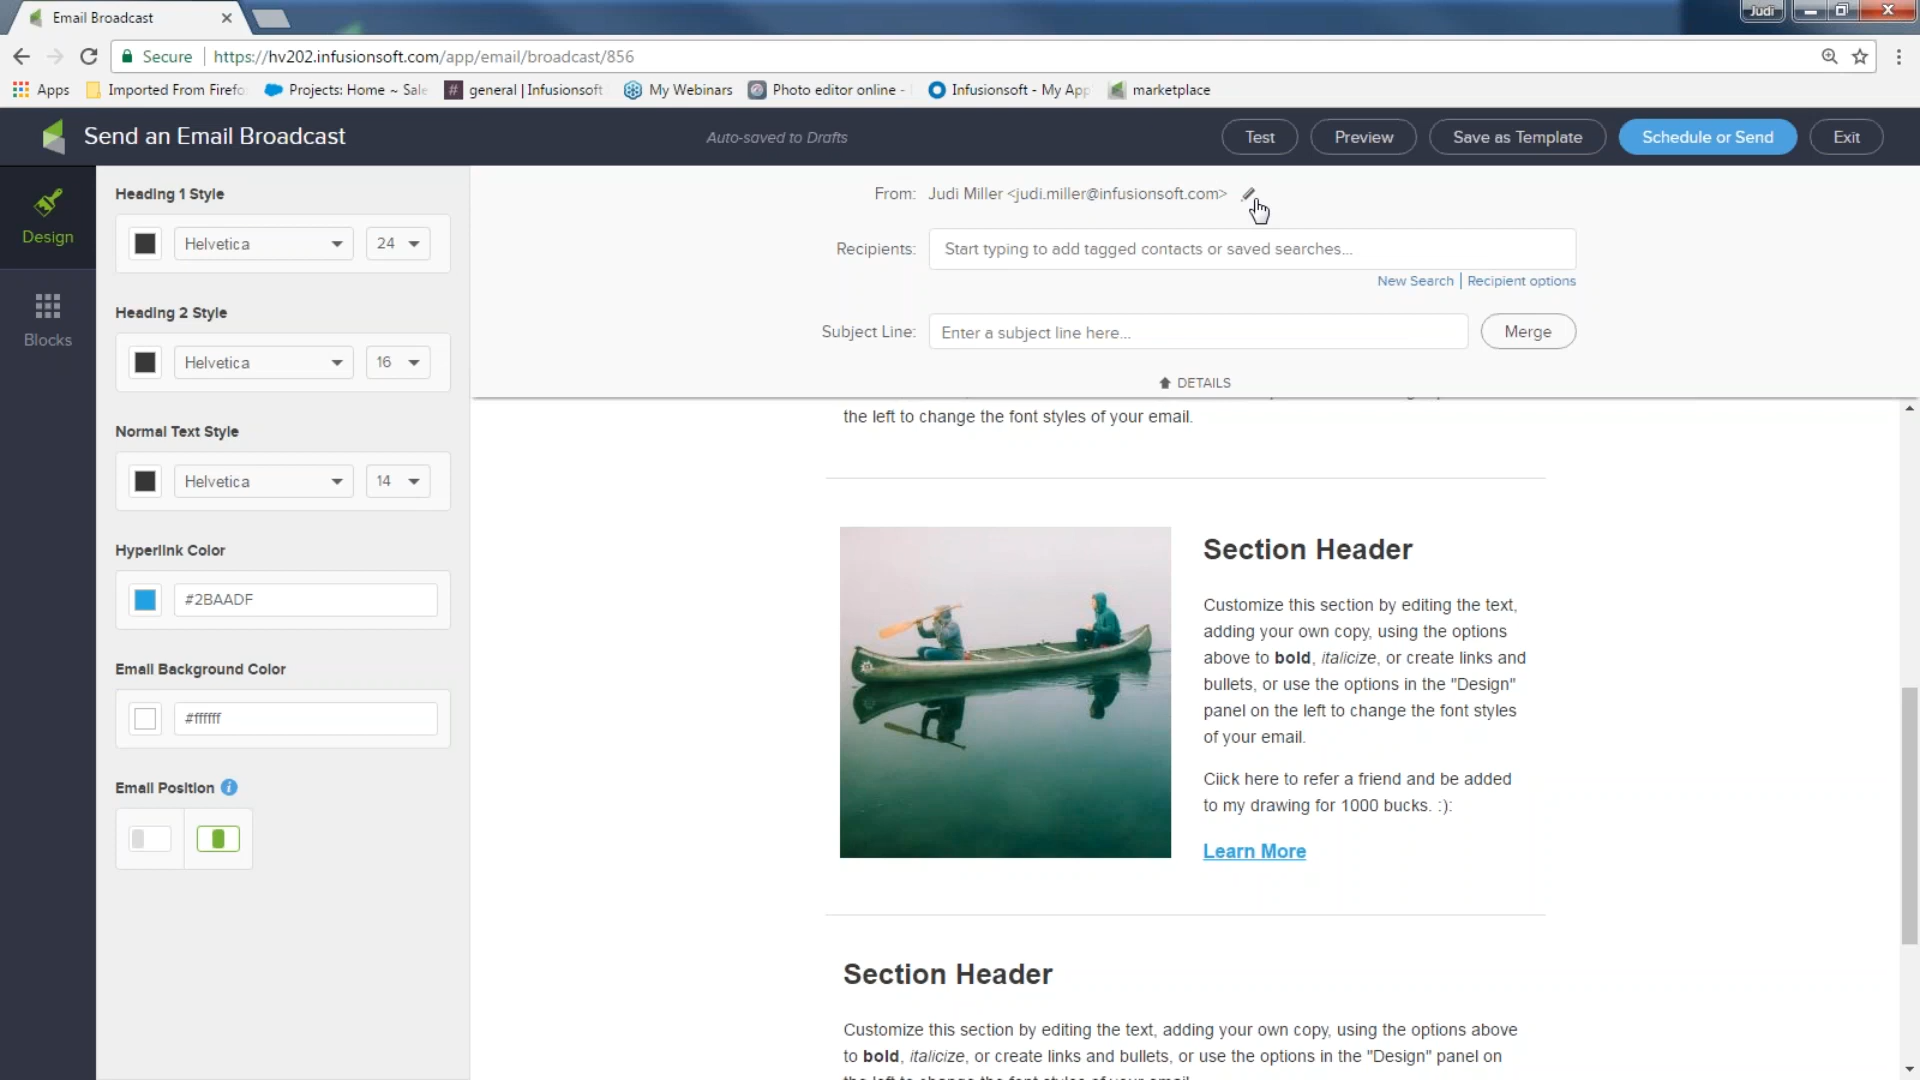 Email Broadcast
Judi
Secure
https://hv202.infusionsoft.com/app/email/broadcast/856
Apps
Imported From Firefo
Projects: Home ~ Sale
# general | Infusionsoft
My Webinars
Photo editor online -
Infusionsoft - My App
marketplace
Send an Email Broadcast
Auto-saved to Drafts
Test
Preview
Save as Template
Schedule or Send
Exit
Design
Blocks
Heading 1 Style
Helvetica
24
Heading 2 Style
Helvetica
16
Normal Text Style
Helvetica
14
Hyperlink Color
#2BAADF
Email Background Color
#ffffff
Email Position i
From: Judi Miller <judi.miller@infusionsoft.com>
Recipients: Start typing to add tagged contacts or saved searches...
New Search | Recipient options
Subject Line: Enter a subject line here...
Merge
DETAILS
the left to change the font styles of your email.
Section Header
Customize this section by editing the text,
adding your own copy, using the options
above to bold, italicize, or create links and
bullets, or use the options in the "Design"
panel on the left to change the font styles
of your email.
Click here to refer a friend and be added
to my drawing for 1000 bucks. :):
Learn More
Section Header
Customize this section by editing the text, adding your own copy, using the options above
to bold, italicize, or create links and bullets, or use the options in the "Design" panel on
the left to change the font styles of your email.